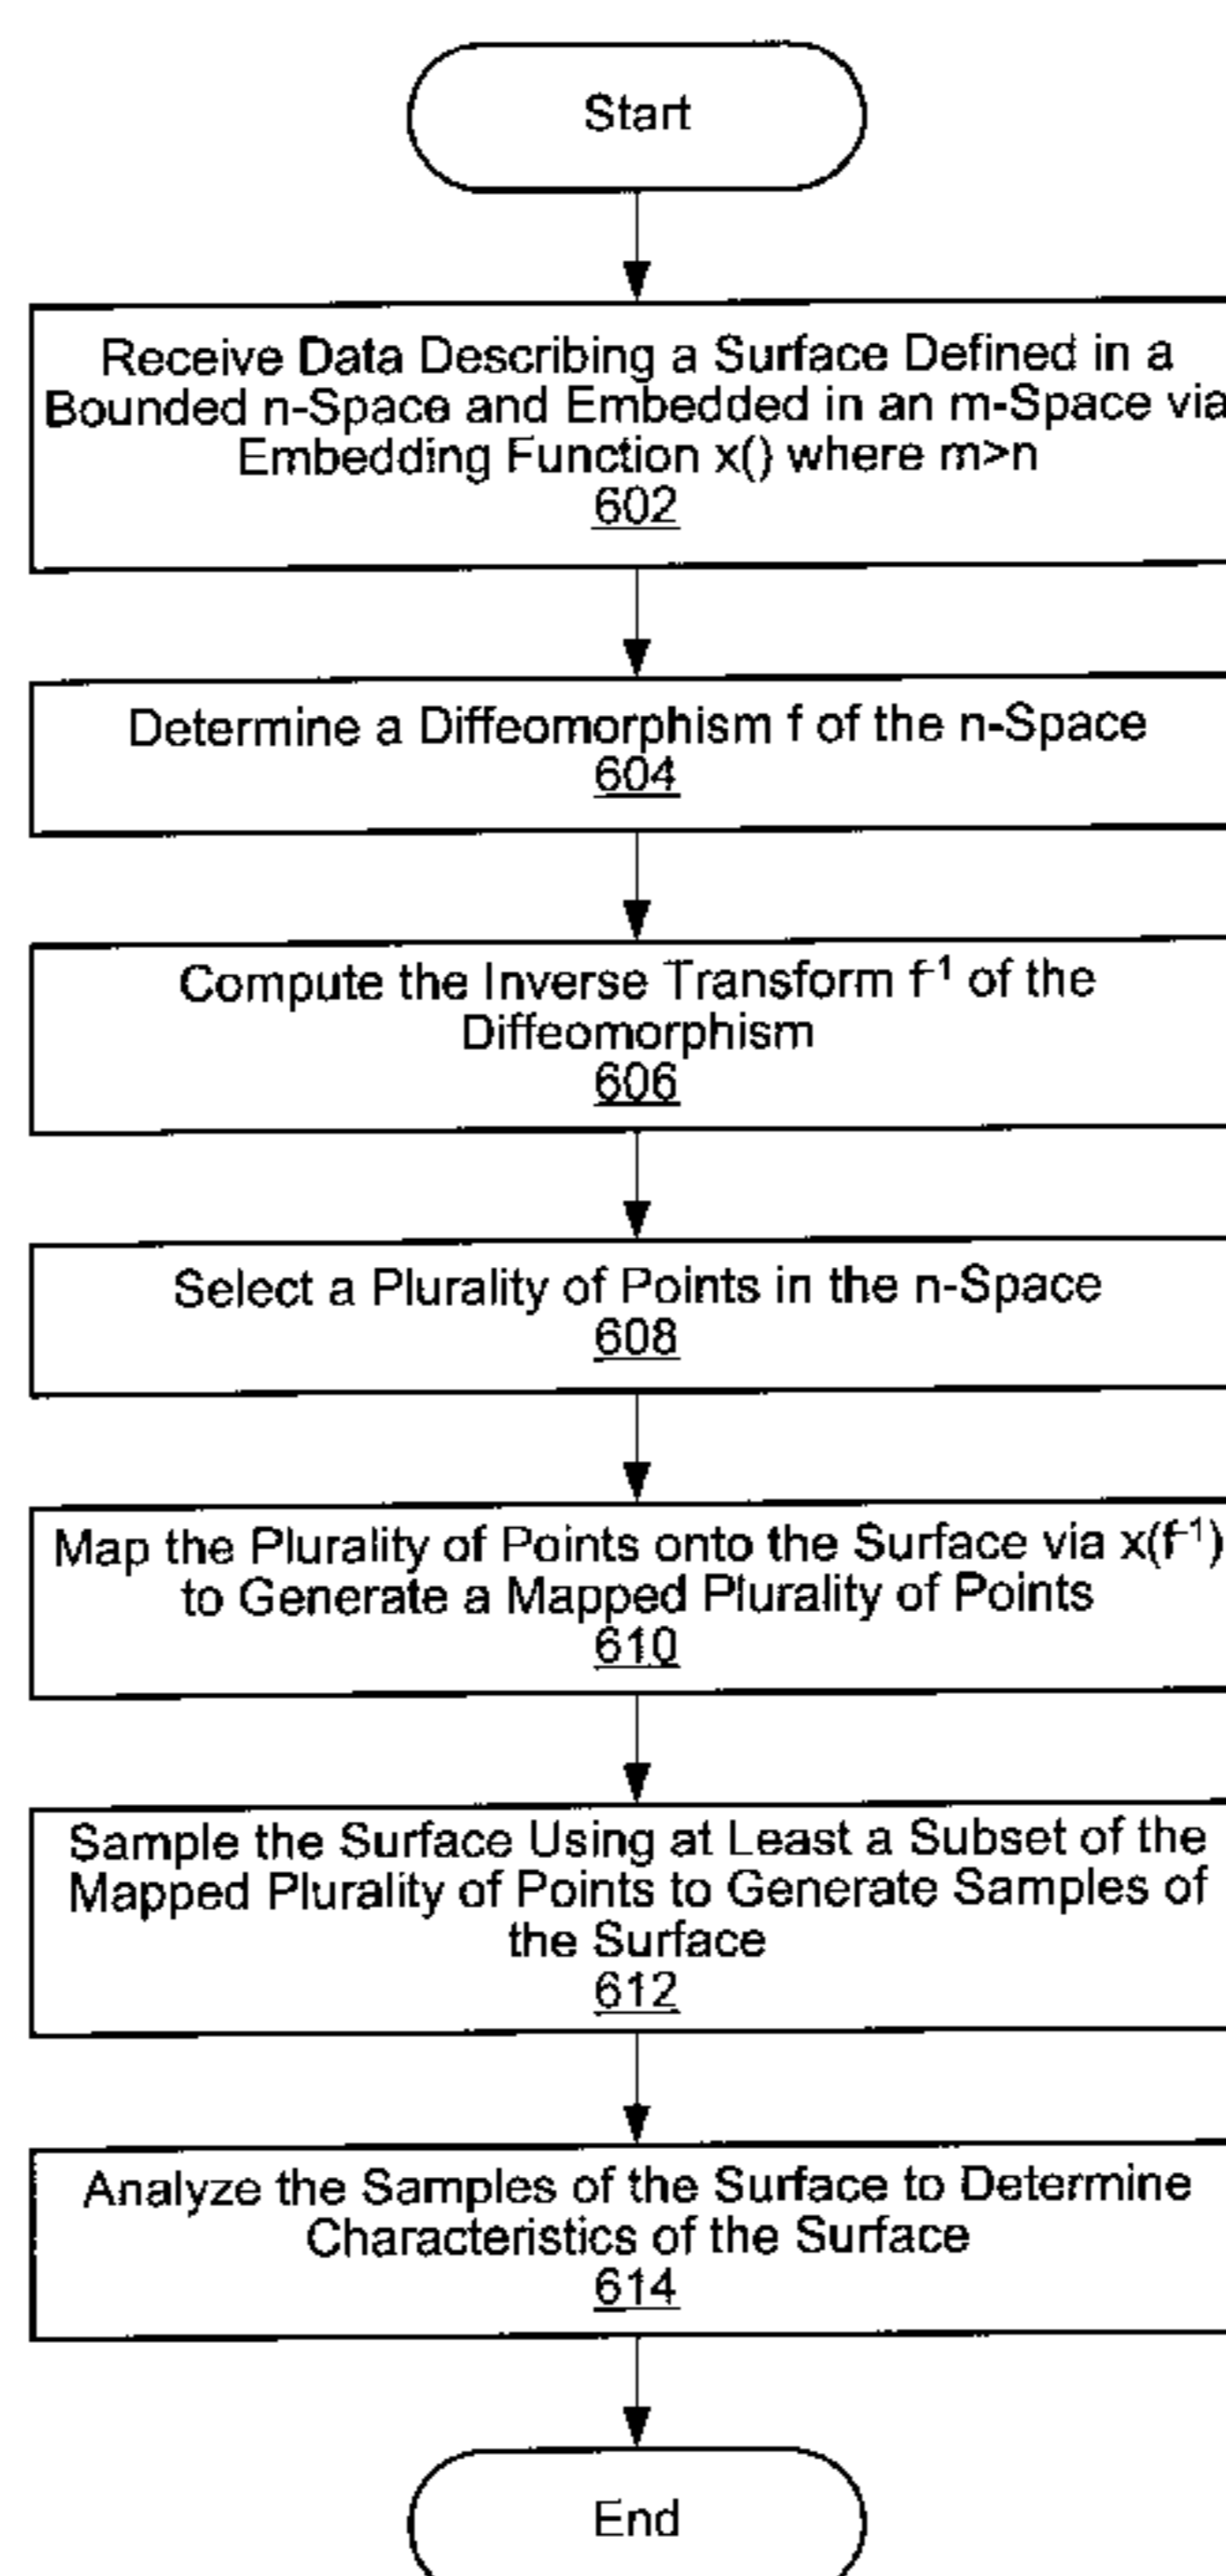 Start
Receive Data Describing a Surface Defined in a
Bounded n-Space and Embedded in an m-Space via
Embedding Function x() where m>n
602
Determine a Diffeomorphism f of the n-Space
604
Compute the Inverse Transform f⁻¹ of the
Diffeomorphism
606
Select a Plurality of Points in the n-Space
608
Map the Plurality of Points onto the Surface via x(f⁻¹)
to Generate a Mapped Plurality of Points
610
Sample the Surface Using at Least a Subset of the
Mapped Plurality of Points to Generate Samples of
the Surface
612
Analyze the Samples of the Surface to Determine
Characteristics of the Surface
614
End